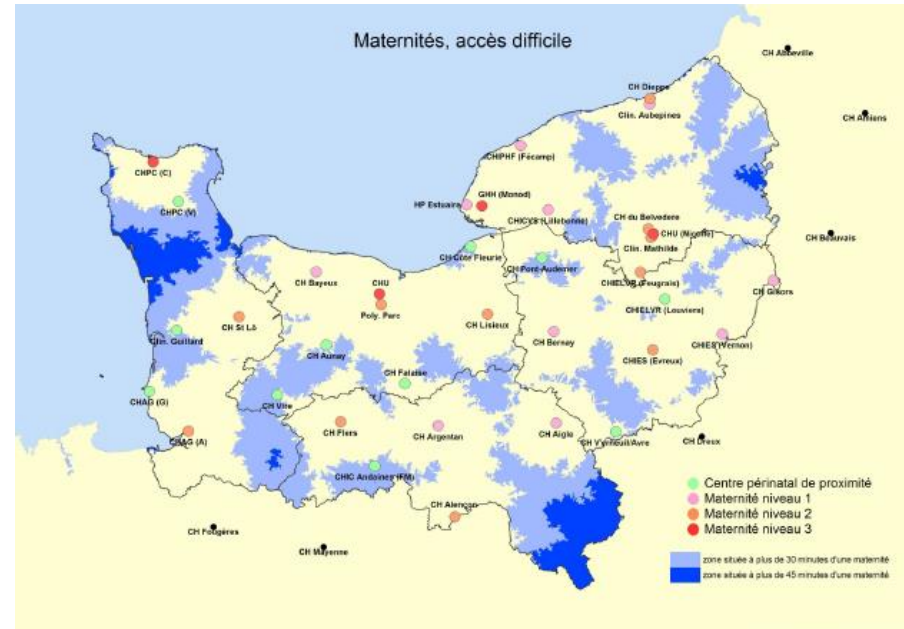 Maternités, accès difficile
CH Abbeville
CH Dieppe
Clin. Aubepines
CH Amiens
CHIPHF (Fécamp)
CHPC (C)
CHPC (V)
HP Estuaire
GHH (Monod)
(Lillebonne)
CH du Belvedere
CHU (Nicolle)
Clin. Mathilde
CH Beauvais
CH Côte Fleurie
CH Pont-Audemer
CH Bayeux
CHU
Poly. Parc
CHIELVR (Feugrais)
CH Gisors
CHIELVR (Louviers)
CH St Lô
Clin. Guillard
CH Lisieux
CH Bernay
CHIES (Vernon)
CH Aunay
CHIES (Evreux)
CH Falaise
CHAG (G)
CH Vire
CHAG (A)
CH Flers
CH Argentan
CH Aigle
CH Verneuil/Avre
CH Dreux
CHIC Andaines (FM)
CH Alençon
CH Fougères
CH Mayenne
Centre périnatal de proximité
Maternité niveau 1
Maternité niveau 2
Maternité niveau 3
zone située à plus de 30 minutes d'une maternité
zone située à plus de 45 minutes d'une maternité